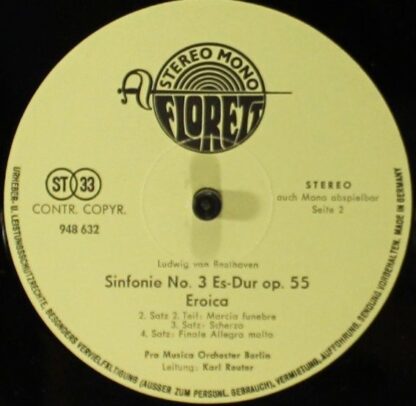 STEREO MONO
FLORETT
ST 33
STEREO
auch Mono abspielbar
Seite 2
CONTR. COPYR.
948 632
Ludwig van Beethoven
Sinfonie No. 3 Es-Dur op. 55
Eroica
2. Satz 2. Teil: Marcia funebre
3. Satz: Scherzo
4. Satz: Finale Allegro molto
Pro Musica Orchester Berlin
Leitung: Karl Reuter
URHEBER- U. LEISTUNGSSCHUTZRECHTE, BESONDERS VERVIELFÄLTIGUNG (AUSSER ZUM PERSÖNL. GEBRAUCH), VERMIETUNG, AUFFÜHRUNG, SENDUNG VORBEHALTEN. MADE IN GERMANY